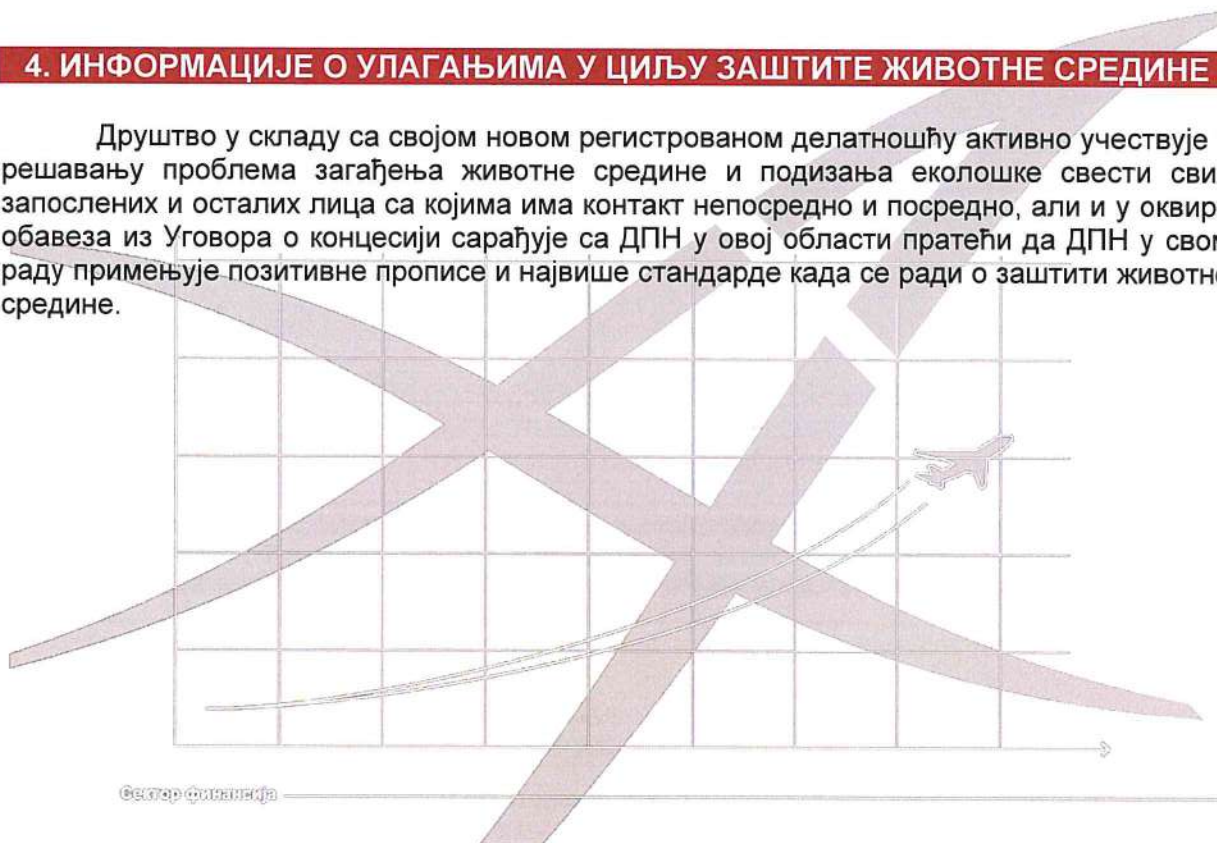 4. ИНФОРМАЦИЈЕ О УЛАГАЊИМА У ЦИЉУ ЗАШТИТЕ ЖИВОТНЕ СРЕДИНЕ
Друштво у складу са својом новом регистрованом делатношћу активно учествује
решавању проблема загађења животне средине и подизања еколошке свести сви
запослених и осталих лица са којима има контакт непосредно и посредно, али и у оквир
обавеза из Уговора о концесији сарађује са ДПН у овој области пратећи да ДПН у свом
раду примењује позитивне прописе и највише стандарде када се ради о заштити животне
средине.
Сектор финансија